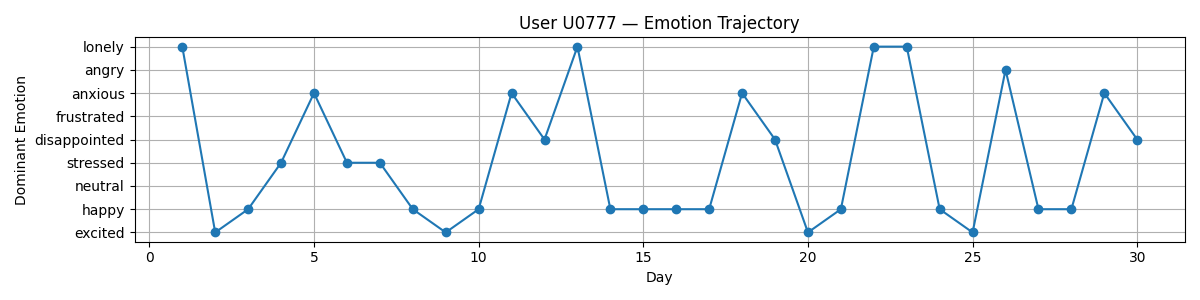 User U0777 — Emotion Trajectory
Dominant Emotion
lonely
angry
anxious
frustrated
disappointed
stressed
neutral
happy
excited
0 5 10 15 20 25 30
Day